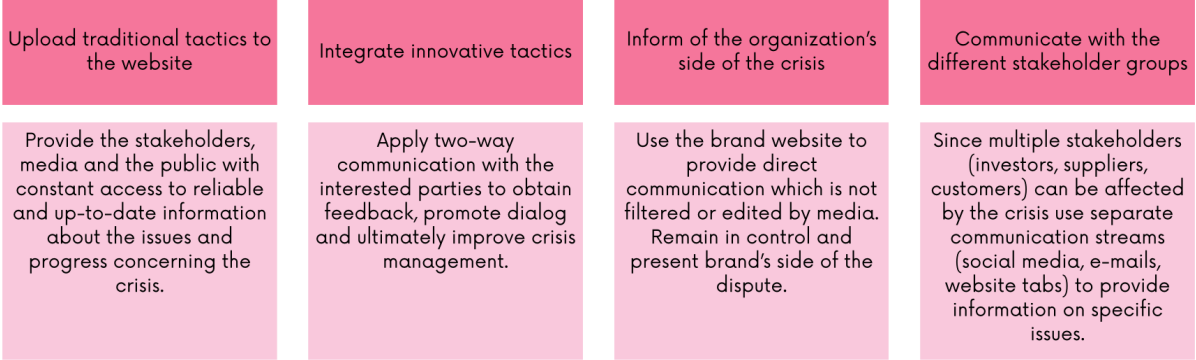 Upload traditional tactics to
the website
Integrate innovative tactics
Inform of the organization's
side of the crisis
Communicate with the
different stakeholder groups
Provide the stakeholders,
media and the public with
constant access to reliable
and up-to-date information
about the issues and
progress concerning the
crisis.
Apply two-way
communication with the
interested parties to obtain
feedback, promote dialog
and ultimately improve crisis
management.
Use the brand website to
provide direct
communication which is not
filtered or edited by media.
Remain in control and
present brand's side of the
dispute.
Since multiple stakeholders
(investors, suppliers,
customers) can be affected
by the crisis use separate
communication streams
(social media, e-mails,
website tabs) to provide
information on specific
issues.